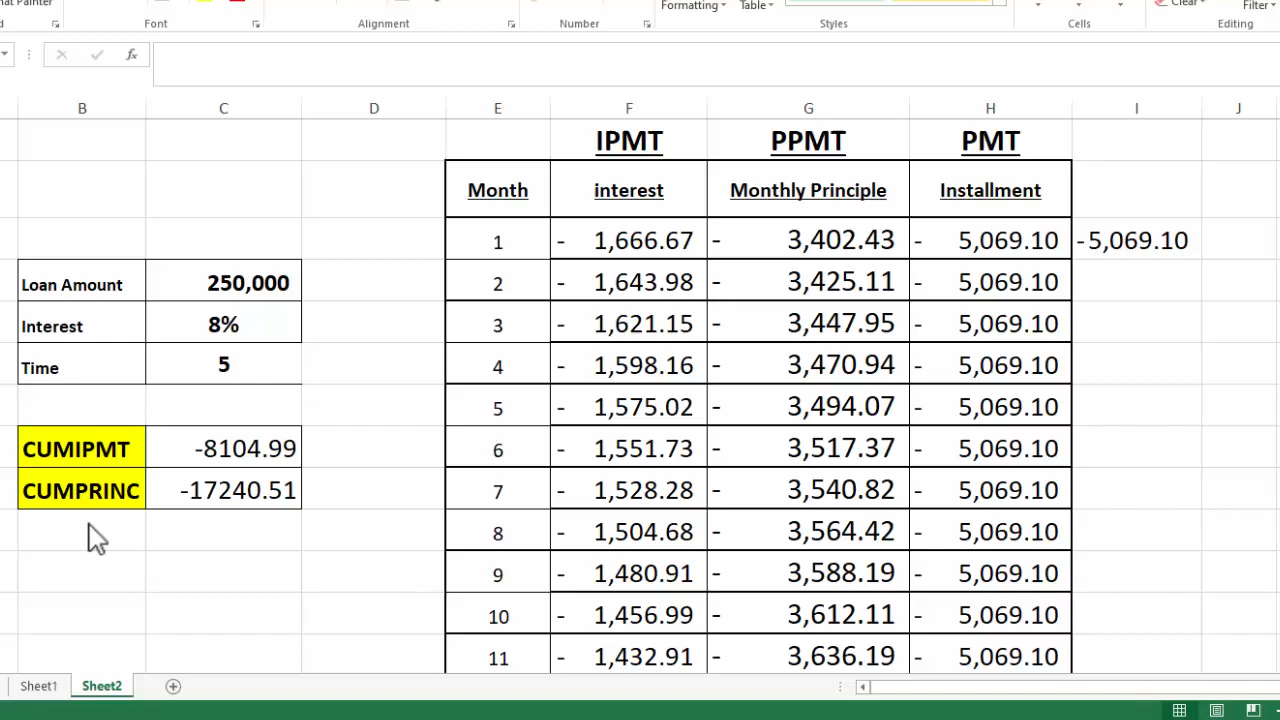 at Painter
Formatting Table Clear Filter
Font Alignment Number Styles Cells Editing
fx
B C D E F G H I J
IPMT PPMT PMT
Month interest Monthly Principle Installment
1 - 1,666.67 - 3,402.43 - 5,069.10 -5,069.10
2 - 1,643.98 - 3,425.11 - 5,069.10
Loan Amount 250,000
3 - 1,621.15 - 3,447.95 - 5,069.10
Interest 8%
4 - 1,598.16 - 3,470.94 - 5,069.10
Time 5
5 - 1,575.02 - 3,494.07 - 5,069.10
6 - 1,551.73 - 3,517.37 - 5,069.10
CUMIPMT -8104.99
7 - 1,528.28 - 3,540.82 - 5,069.10
CUMPRINC -17240.51
8 - 1,504.68 - 3,564.42 - 5,069.10
9 - 1,480.91 - 3,588.19 - 5,069.10
10 - 1,456.99 - 3,612.11 - 5,069.10
11 - 1,432.91 - 3,636.19 - 5,069.10
Sheet1 Sheet2